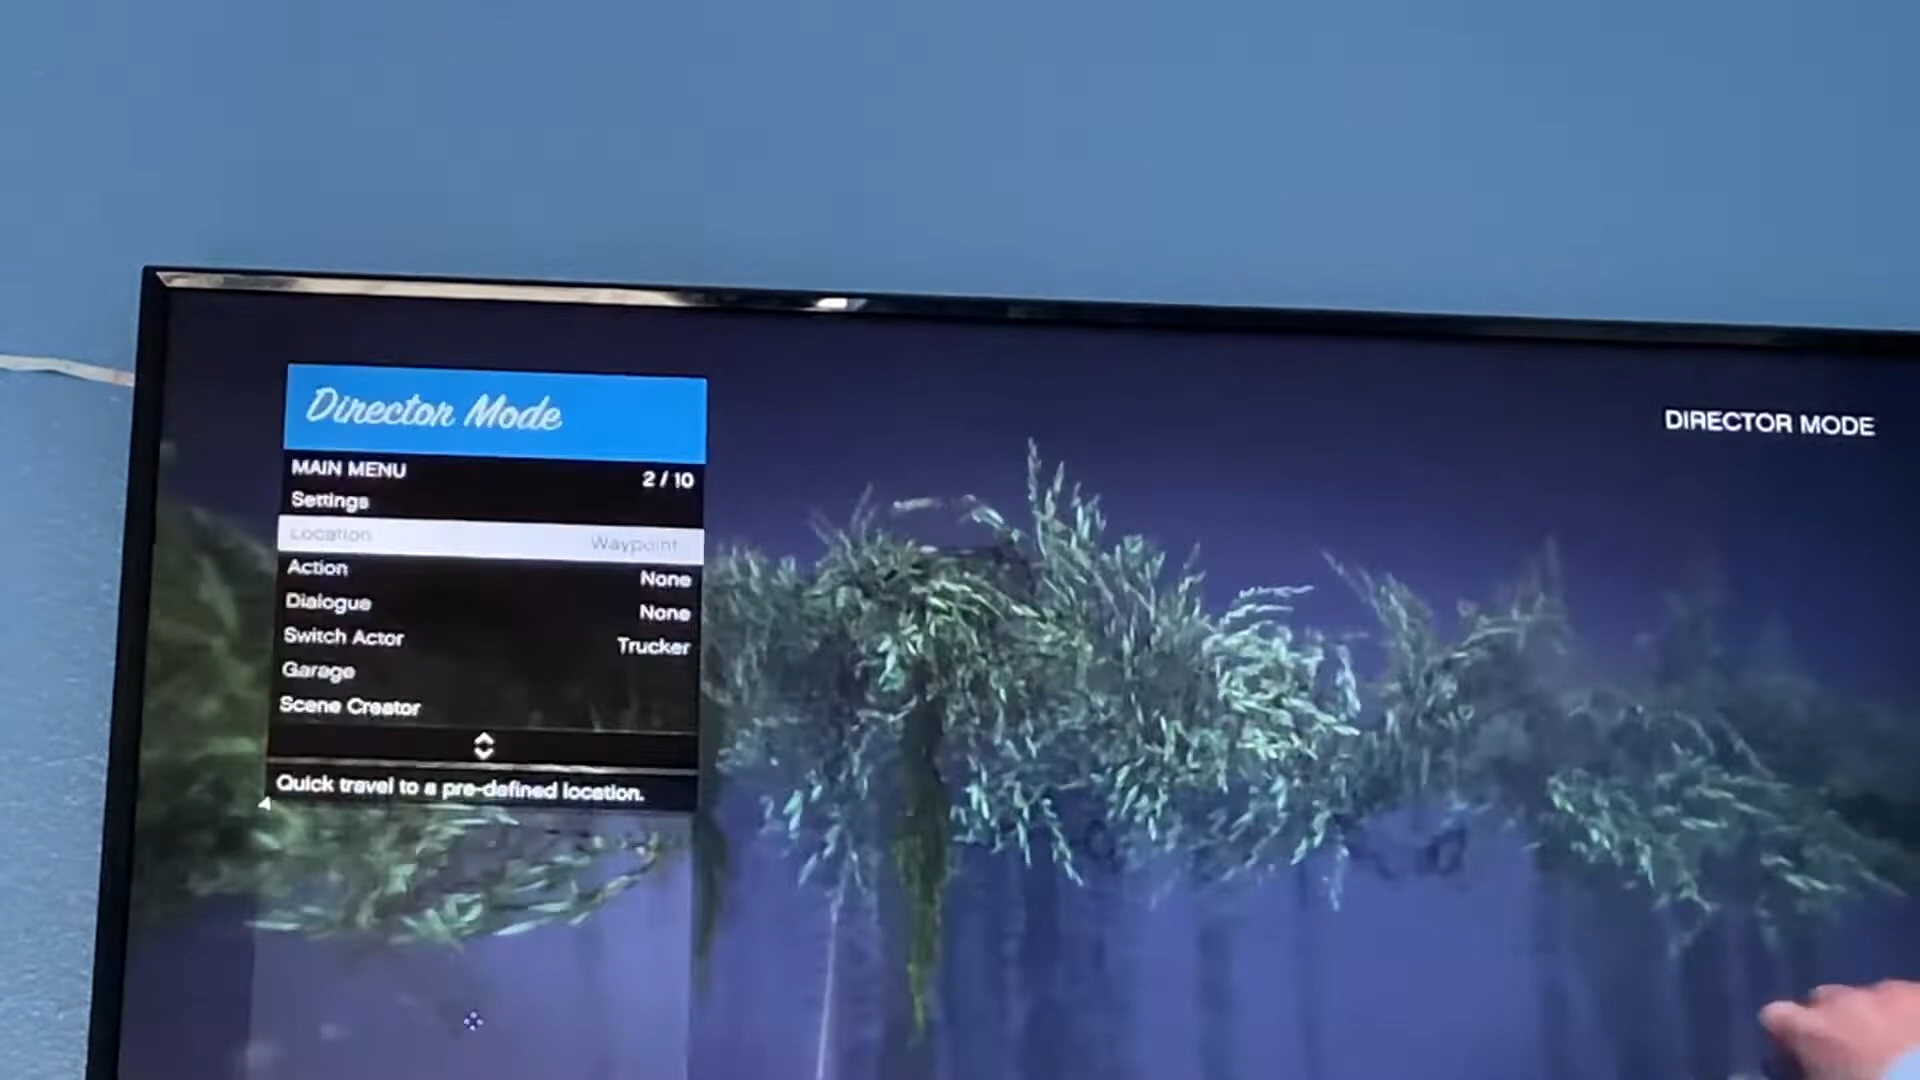 Director Mode
DIRECTOR MODE
MAIN MENU 2 / 10
Settings
Location Waypoint
Action None
Dialogue None
Switch Actor Trucker
Garage
Scene Creator
Quick travel to a pre-defined location.